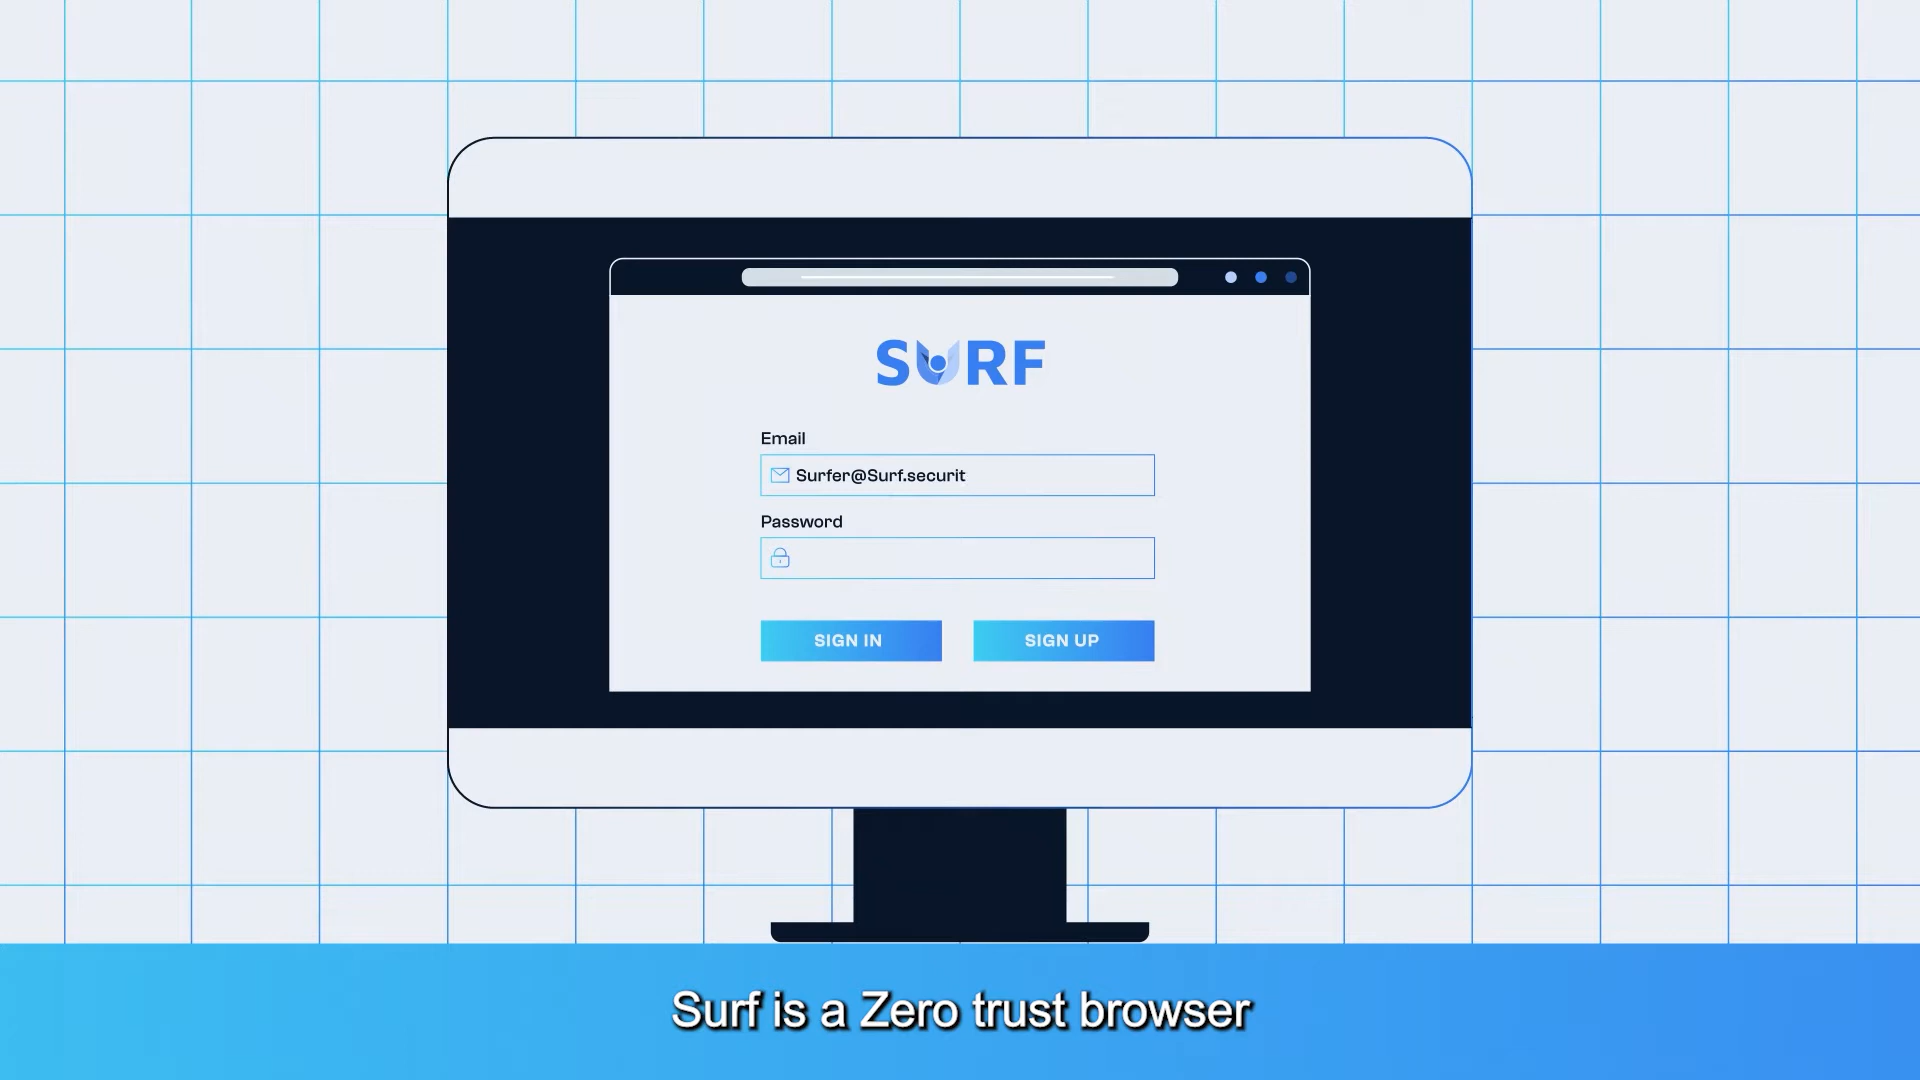 SURF
Email
Surfer@Surf.securit
Password
SIGN IN
SIGN UP
Surf is a Zero trust browser